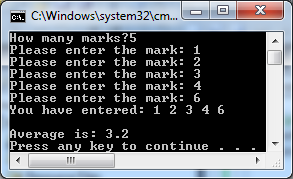 C:\Windows\system32\cm...
How many marks?5
Please enter the mark: 1
Please enter the mark: 2
Please enter the mark: 3
Please enter the mark: 4
Please enter the mark: 6
You have entered: 1 2 3 4 6
Average is: 3.2
Press any key to continue . . .